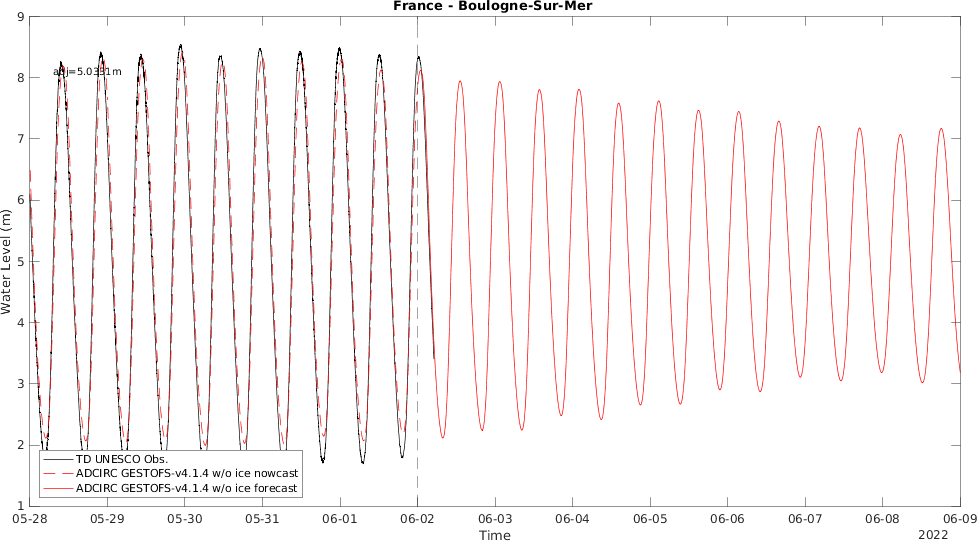 France - Boulogne-Sur-Mer
9
8
7
6
5
4
3
2
1
Water Level (m)
adj=5.0351m
TD UNESCO Obs.
ADCIRC GESTOFS-v4.1.4 w/o ice nowcast
ADCIRC GESTOFS-v4.1.4 w/o ice forecast
05-28 05-29 05-30 05-31 06-01 06-02 06-03 06-04 06-05 06-06 06-07 06-08 06-09
Time
2022